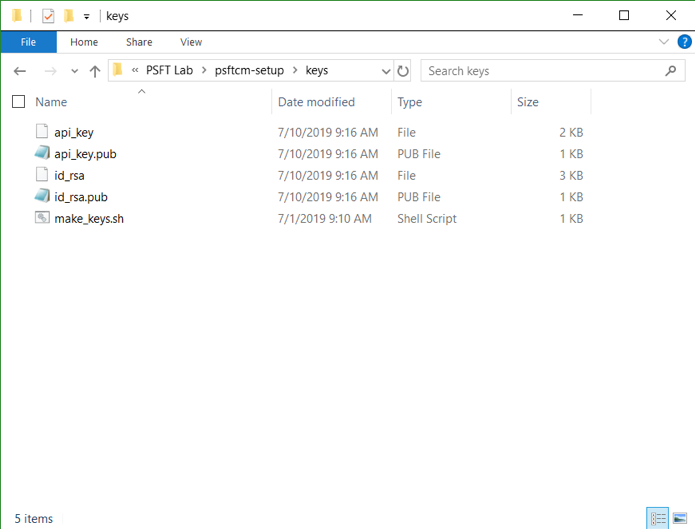 keys
File Home Share View
« PSFT Lab > psftcm-setup > keys Search keys
Name Date modified Type Size
api_key 7/10/2019 9:16 AM File 2 KB
api_key.pub 7/10/2019 9:16 AM PUB File 1 KB
id_rsa 7/10/2019 9:16 AM File 3 KB
id_rsa.pub 7/10/2019 9:16 AM PUB File 1 KB
make_keys.sh 7/1/2019 9:10 AM Shell Script 1 KB
5 items